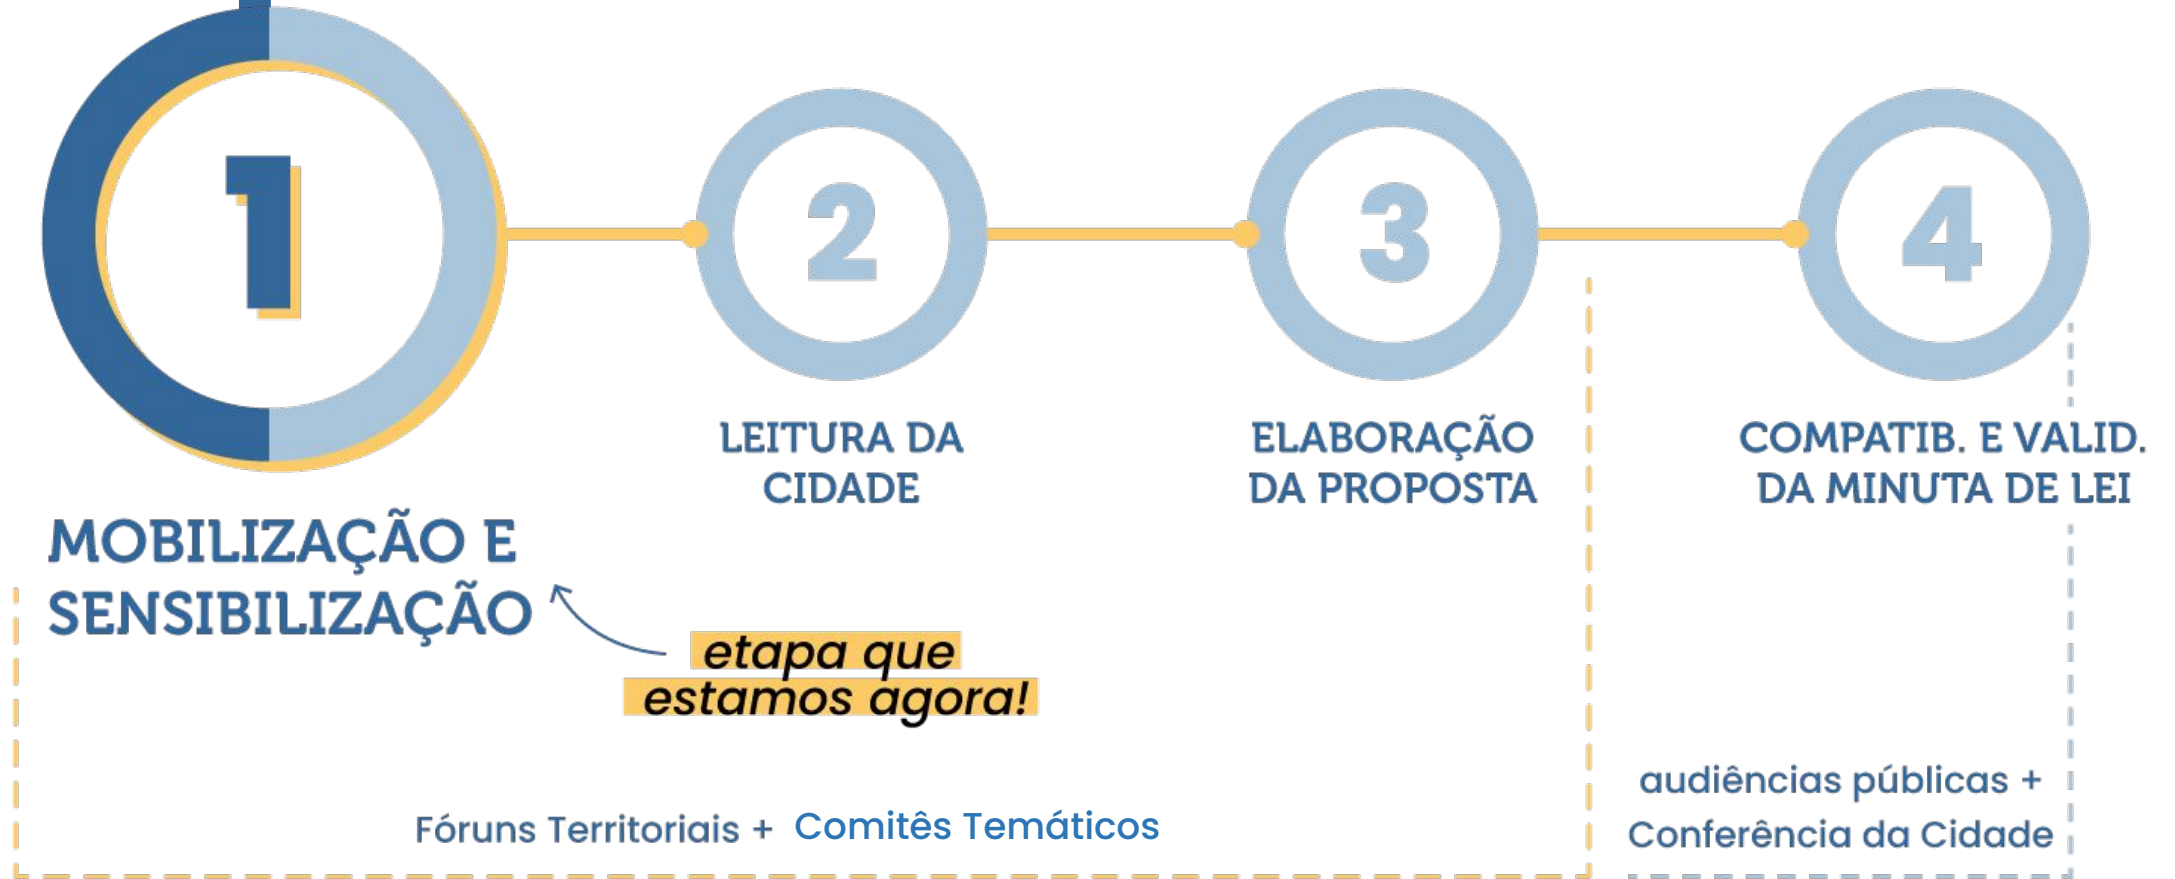 1
2
3
4
MOBILIZAÇÃO E
SENSIBILIZAÇÃO
LEITURA DA
CIDADE
ELABORAÇÃO
DA PROPOSTA
COMPATIB. E VALID.
DA MINUTA DE LEI
etapa que
estamos agora!
Fóruns Territoriais + Comitês Temáticos
audiências públicas +
Conferência da Cidade